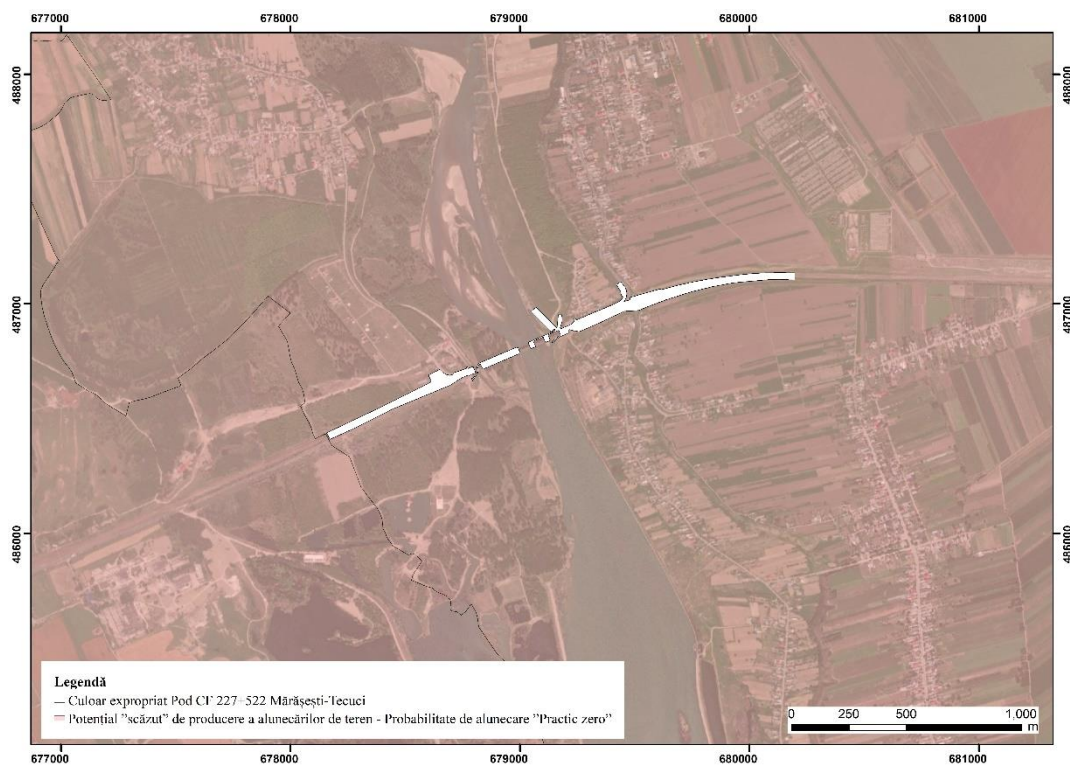 677000 678000 679000 680000 681000
488000 488000
487000 487000
486000 486000
Legendă
Culoar expropriat Pod CF 227+522 Mărășești-Tecuci
Potențial ”scăzut” de producere a alunecărilor de teren - Probabilitate de alunecare ”Practic zero”
0 250 500 1,000
m
677000 678000 679000 680000 681000